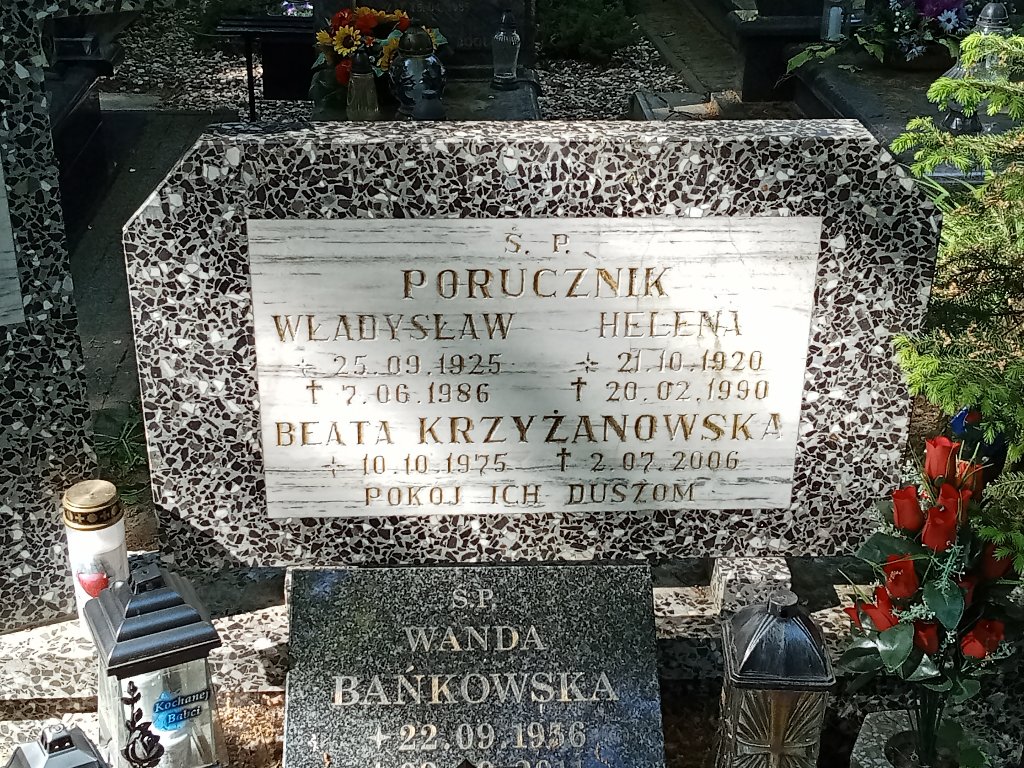 Ś. P.
PORUCZNIK
WŁADYSŁAW HELENA
25.09.1925 21.10.1920
† 7.06.1986 † 20.02.1990
BEATA KRZYŻANOWSKA
10.10.1975 † 2.07.2006
POKOJ ICH DUSZOM
Ś.P.
WANDA
BAŃKOWSKA
22.09.1956
Kochanej
Babci